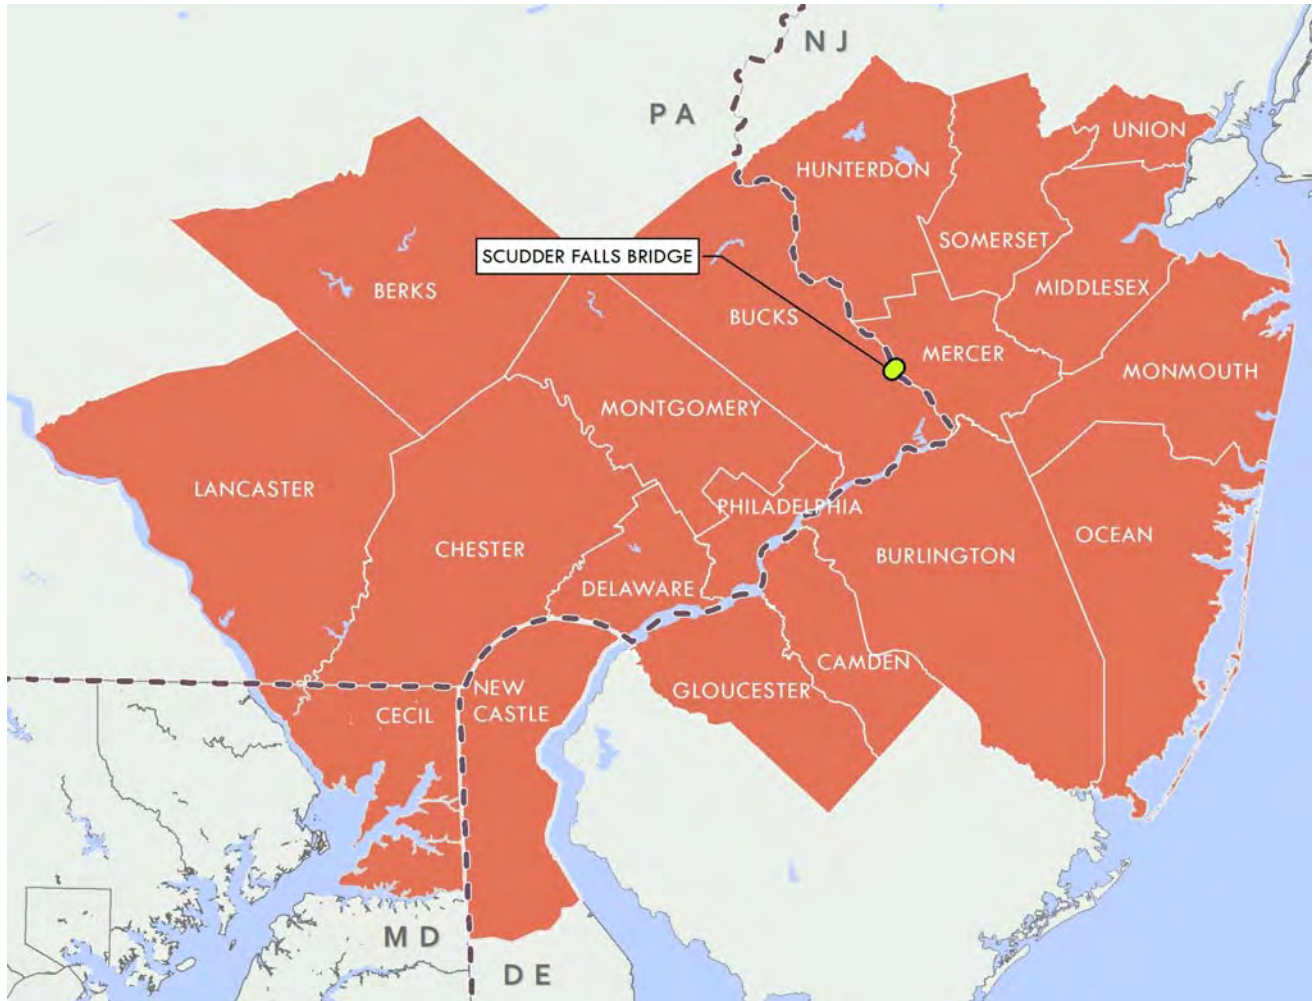 NJ
PA
UNION
HUNTERDON
SOMERSET
SCUDDER FALLS BRIDGE
BERKS
MIDDLESEX
BUCKS
MERCER
MONMOUTH
MONTGOMERY
LANCASTER
PHILADELPHIA
OCEAN
CHESTER
BURLINGTON
DELAWARE
CAMDEN
GLOUCESTER
NEW
CASTLE
CECIL
MD
DE